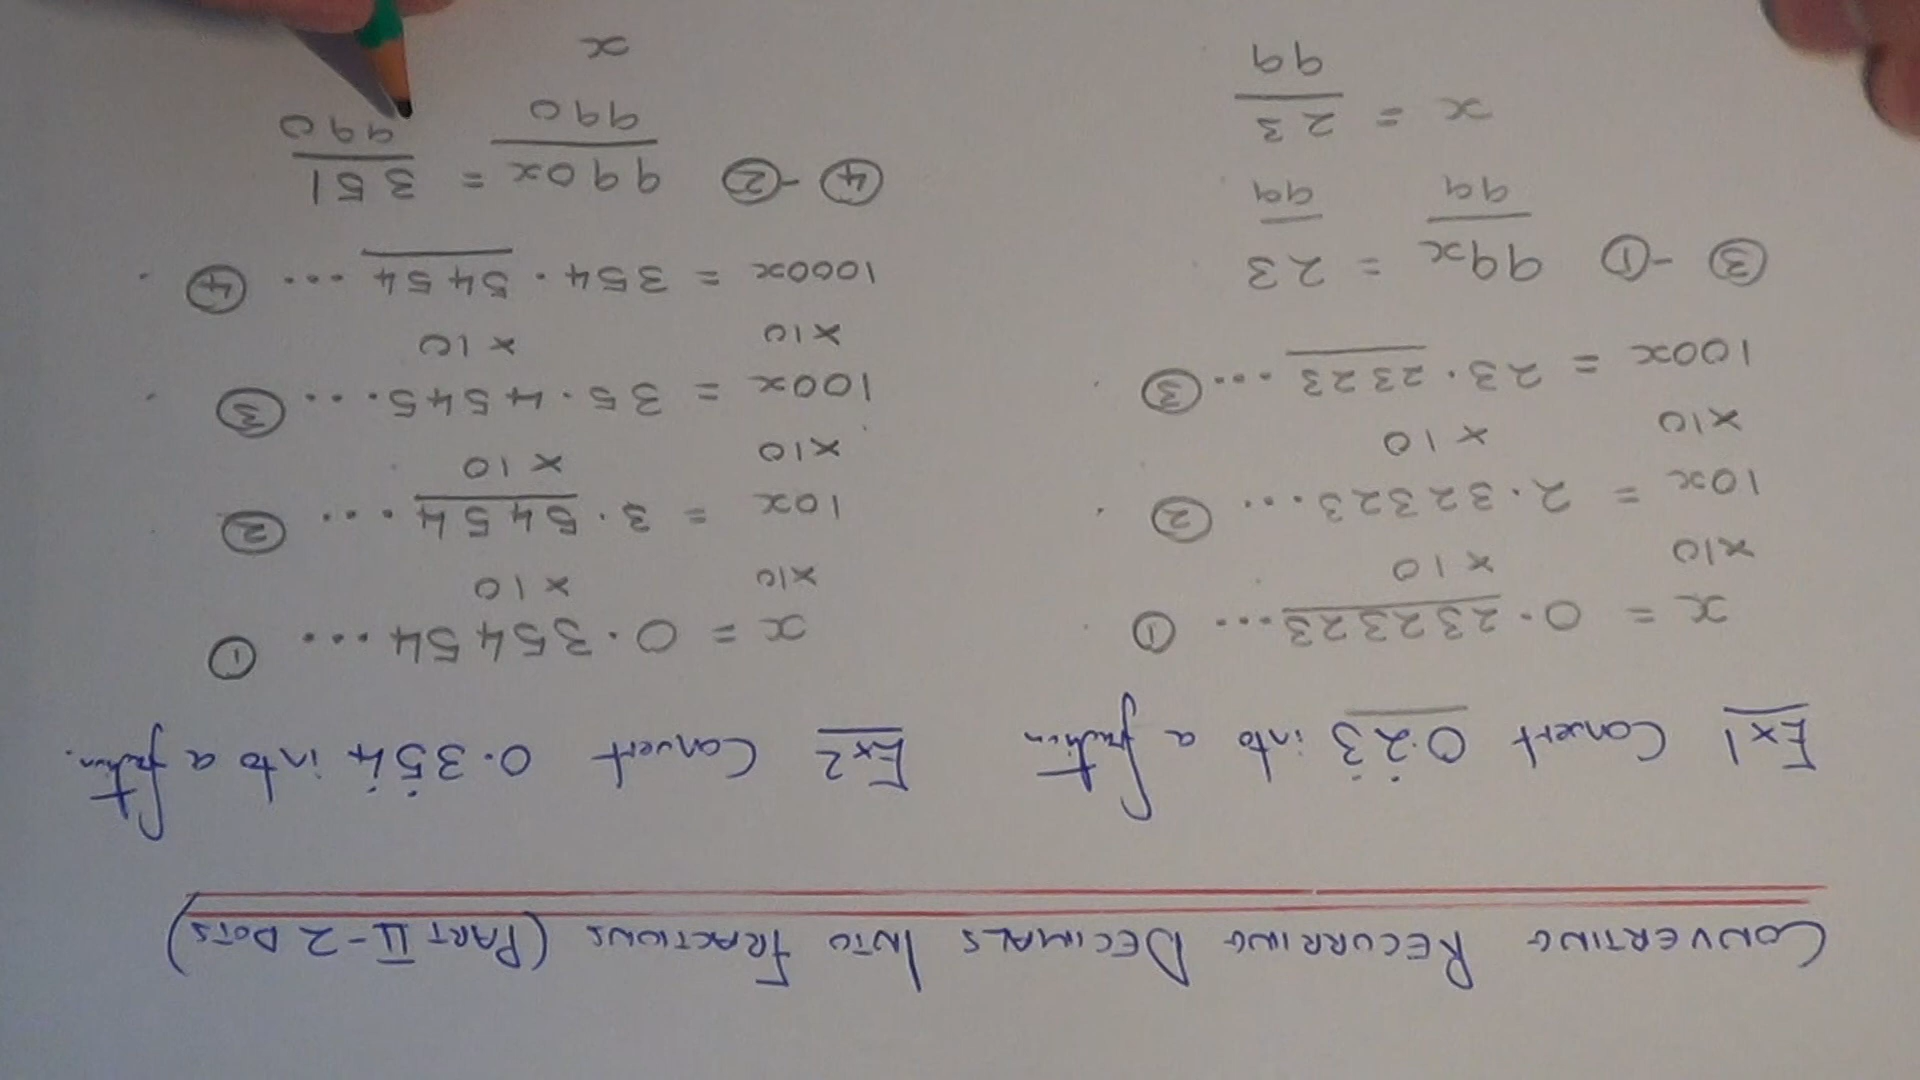 CONVERTING RECURRING DECIMALS INTO FRACTIONS (PART II - 2 DOTS)
Ex1 Convert 0.2̇3̇ into a fraction
x = 0.232323... ①
×10 ×10
10x = 2.32323... ②
×10 ×10
100x = 23.2323... ③
③ - ① 99x = 23
99 99
x = 23
99
Ex2 Convert 0.35̇4̇ into a fraction.
x = 0.35454... ①
×10 ×10
10x = 3.5454... ②
×10 ×10
100x = 35.4545... ③
×10 ×10
1000x = 354.5454... ④
④ - ② 990x = 351
990 990
x